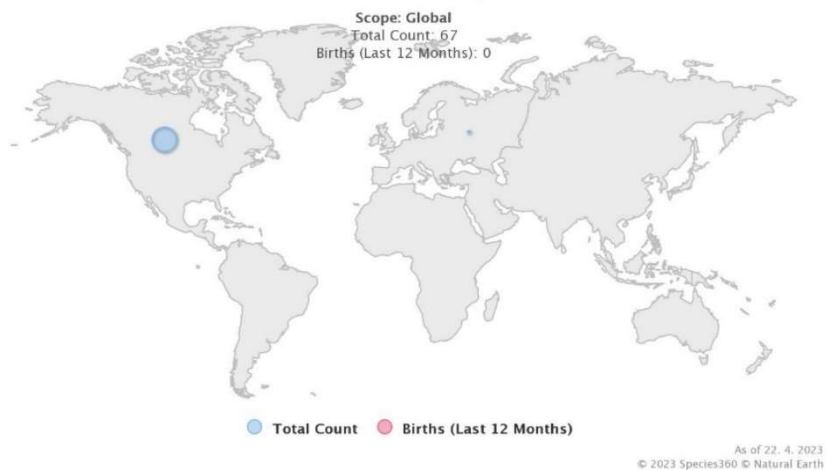 Scope: Global
Total Count: 67
Births (Last 12 Months): 0
Total Count
Births (Last 12 Months)
As of 22. 4. 2023
© 2023 Species360 © Natural Earth